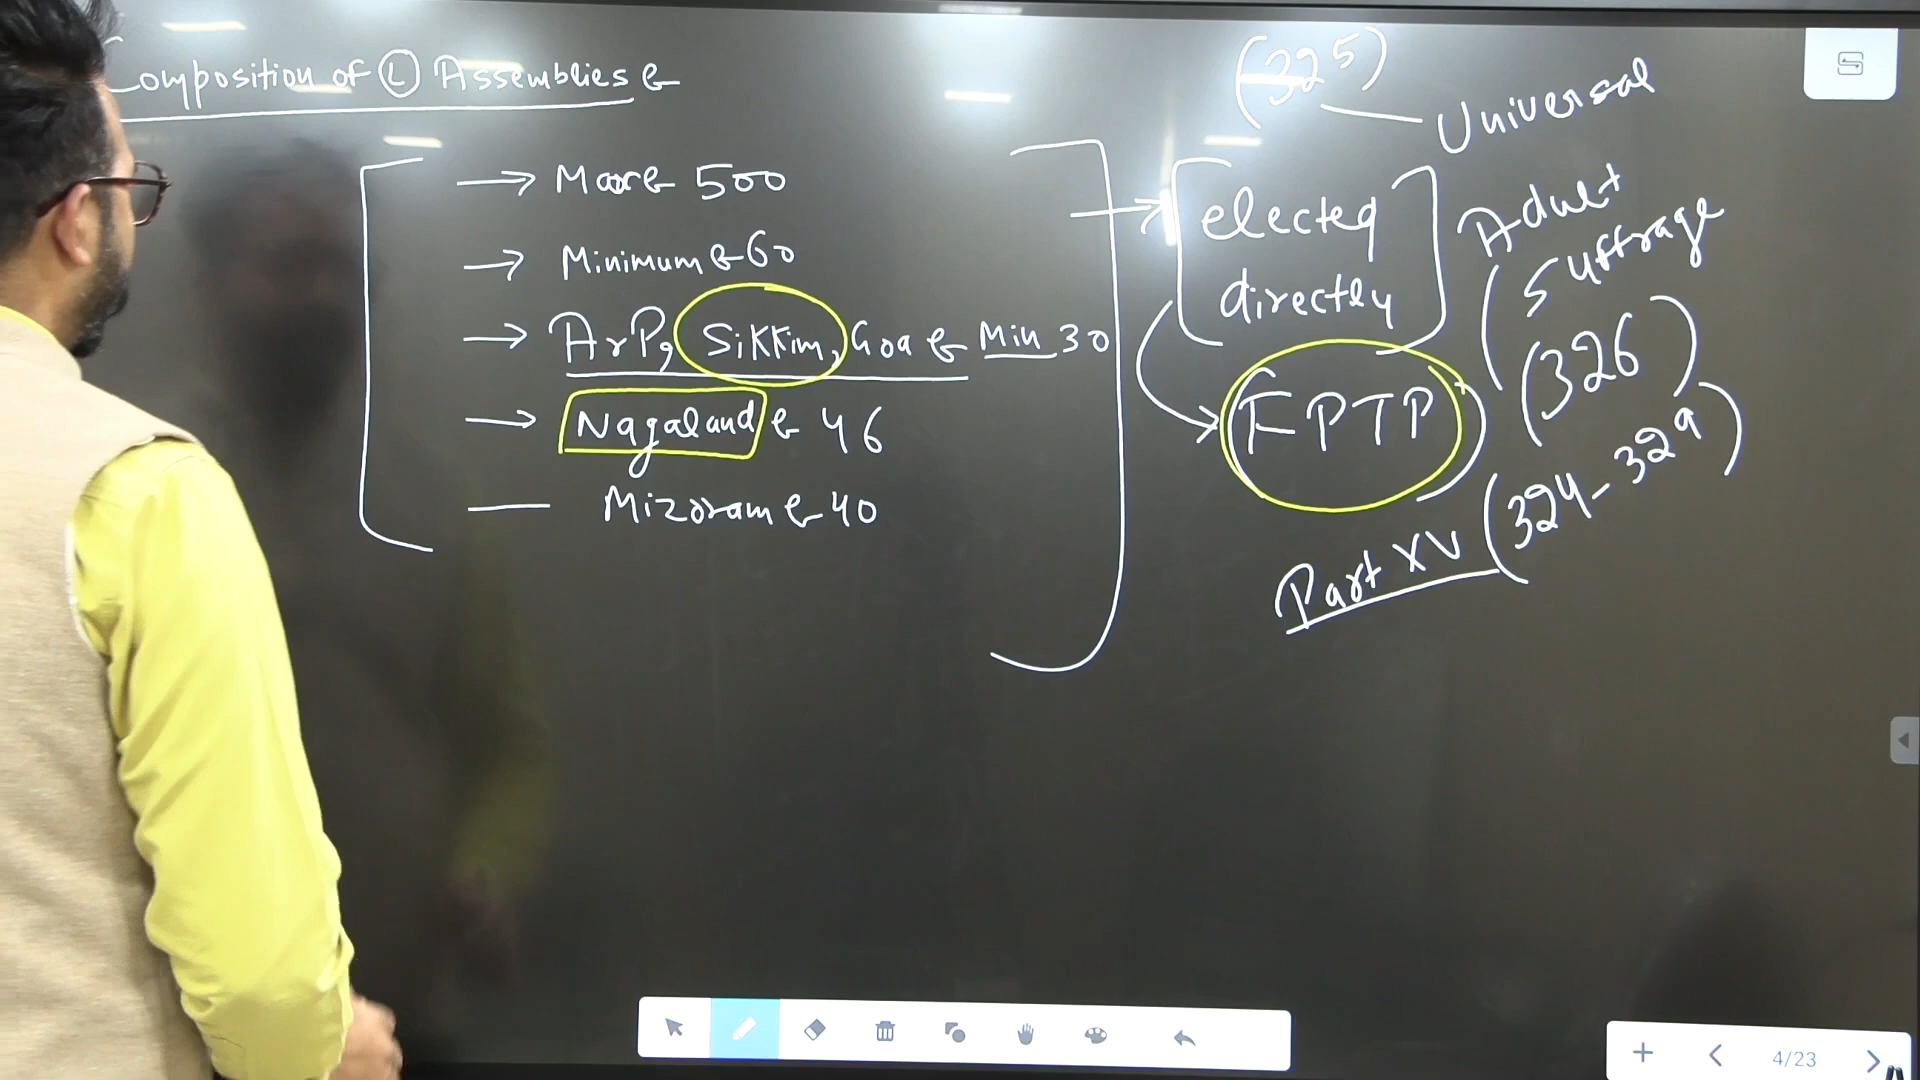 Composition of (L) Assemblies :-
→ Max :- 500
→ Minimum :- 60
→ ArP, Sikkim, Goa :- Min 30
→ Nagaland :- 46
— Mizoram :- 40
(325)
Universal
Adult
Suffrage
(326)
elected
directly
FPTP
Part XV (324-329)
4/23